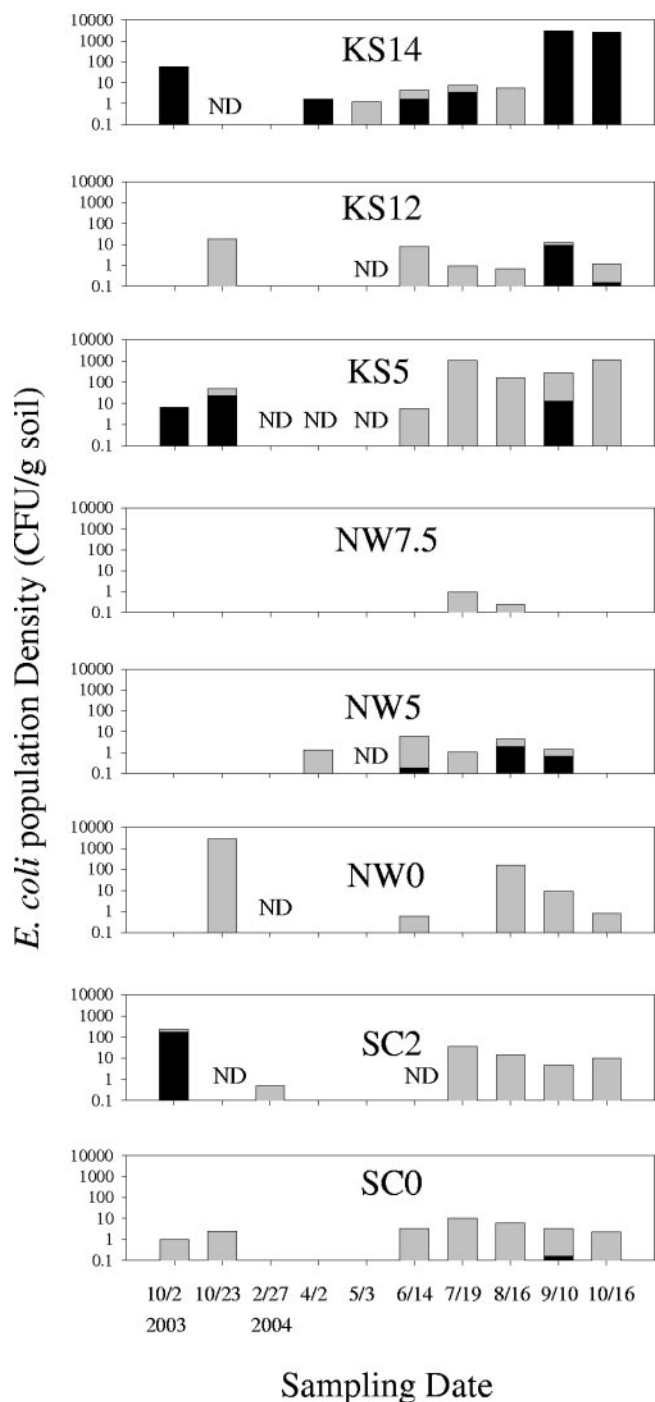 E. coli population Density (CFU/g soil)
10000
1000
100
10
1
0.1
KS14
ND
10000
1000
100
10
1
0.1
KS12
ND
10000
1000
100
10
1
0.1
KS5
ND ND ND
10000
1000
100
10
1
0.1
NW7.5
10000
1000
100
10
1
0.1
NW5
ND
10000
1000
100
10
1
0.1
NW0
ND
10000
1000
100
10
1
0.1
SC2
ND ND
10000
1000
100
10
1
0.1
SC0
10/2 10/23 2/27 4/2 5/3 6/14 7/19 8/16 9/10 10/16
2003 2004
Sampling Date